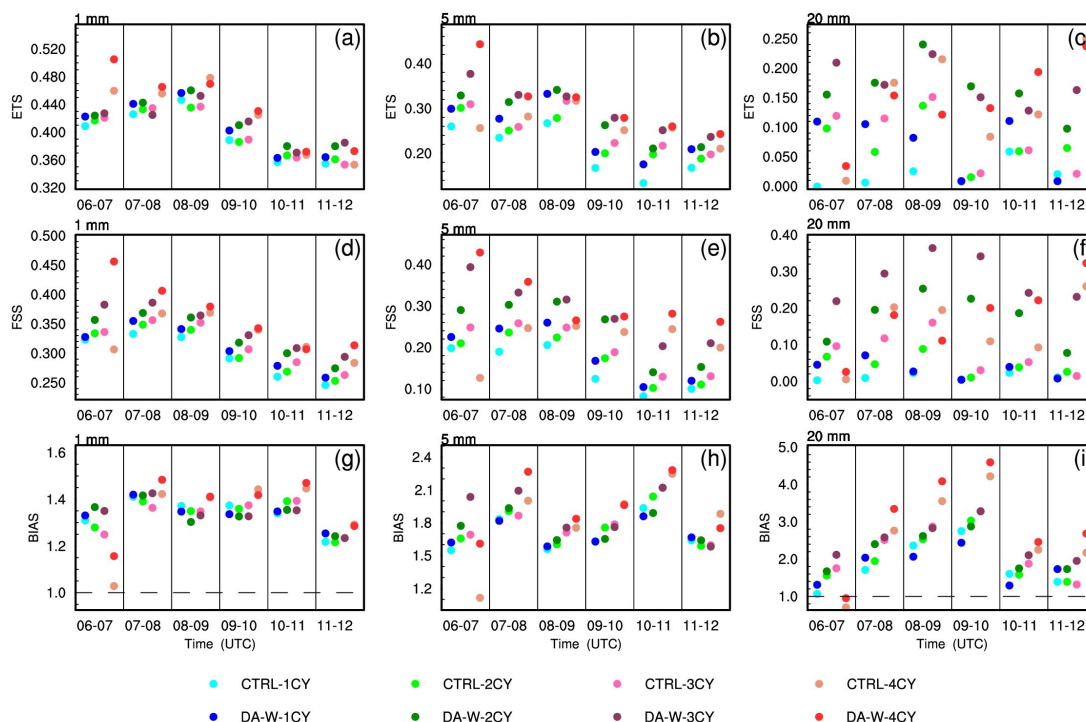 1 mm
5 mm
20 mm
(a)
(b)
(c)
ETS
0.520
0.480
0.440
0.400
0.360
0.320
ETS
0.40
0.30
0.20
ETS
0.250
0.200
0.150
0.100
0.050
0.000
06-07 07-08 08-09 09-10 10-11 11-12
06-07 07-08 08-09 09-10 10-11 11-12
06-07 07-08 08-09 09-10 10-11 11-12
1 mm
5 mm
20 mm
(d)
(e)
(f)
FSS
0.500
0.450
0.400
0.350
0.300
0.250
FSS
0.40
0.30
0.20
0.10
FSS
0.40
0.30
0.20
0.10
0.00
06-07 07-08 08-09 09-10 10-11 11-12
06-07 07-08 08-09 09-10 10-11 11-12
06-07 07-08 08-09 09-10 10-11 11-12
1 mm
5 mm
20 mm
(g)
(h)
(i)
BIAS
1.6
1.4
1.2
1.0
BIAS
2.4
2.1
1.8
1.5
1.2
BIAS
5.0
4.0
3.0
2.0
1.0
06-07 07-08 08-09 09-10 10-11 11-12
06-07 07-08 08-09 09-10 10-11 11-12
06-07 07-08 08-09 09-10 10-11 11-12
Time (UTC)
Time (UTC)
Time (UTC)
CTRL-1CY CTRL-2CY CTRL-3CY CTRL-4CY
DA-W-1CY DA-W-2CY DA-W-3CY DA-W-4CY